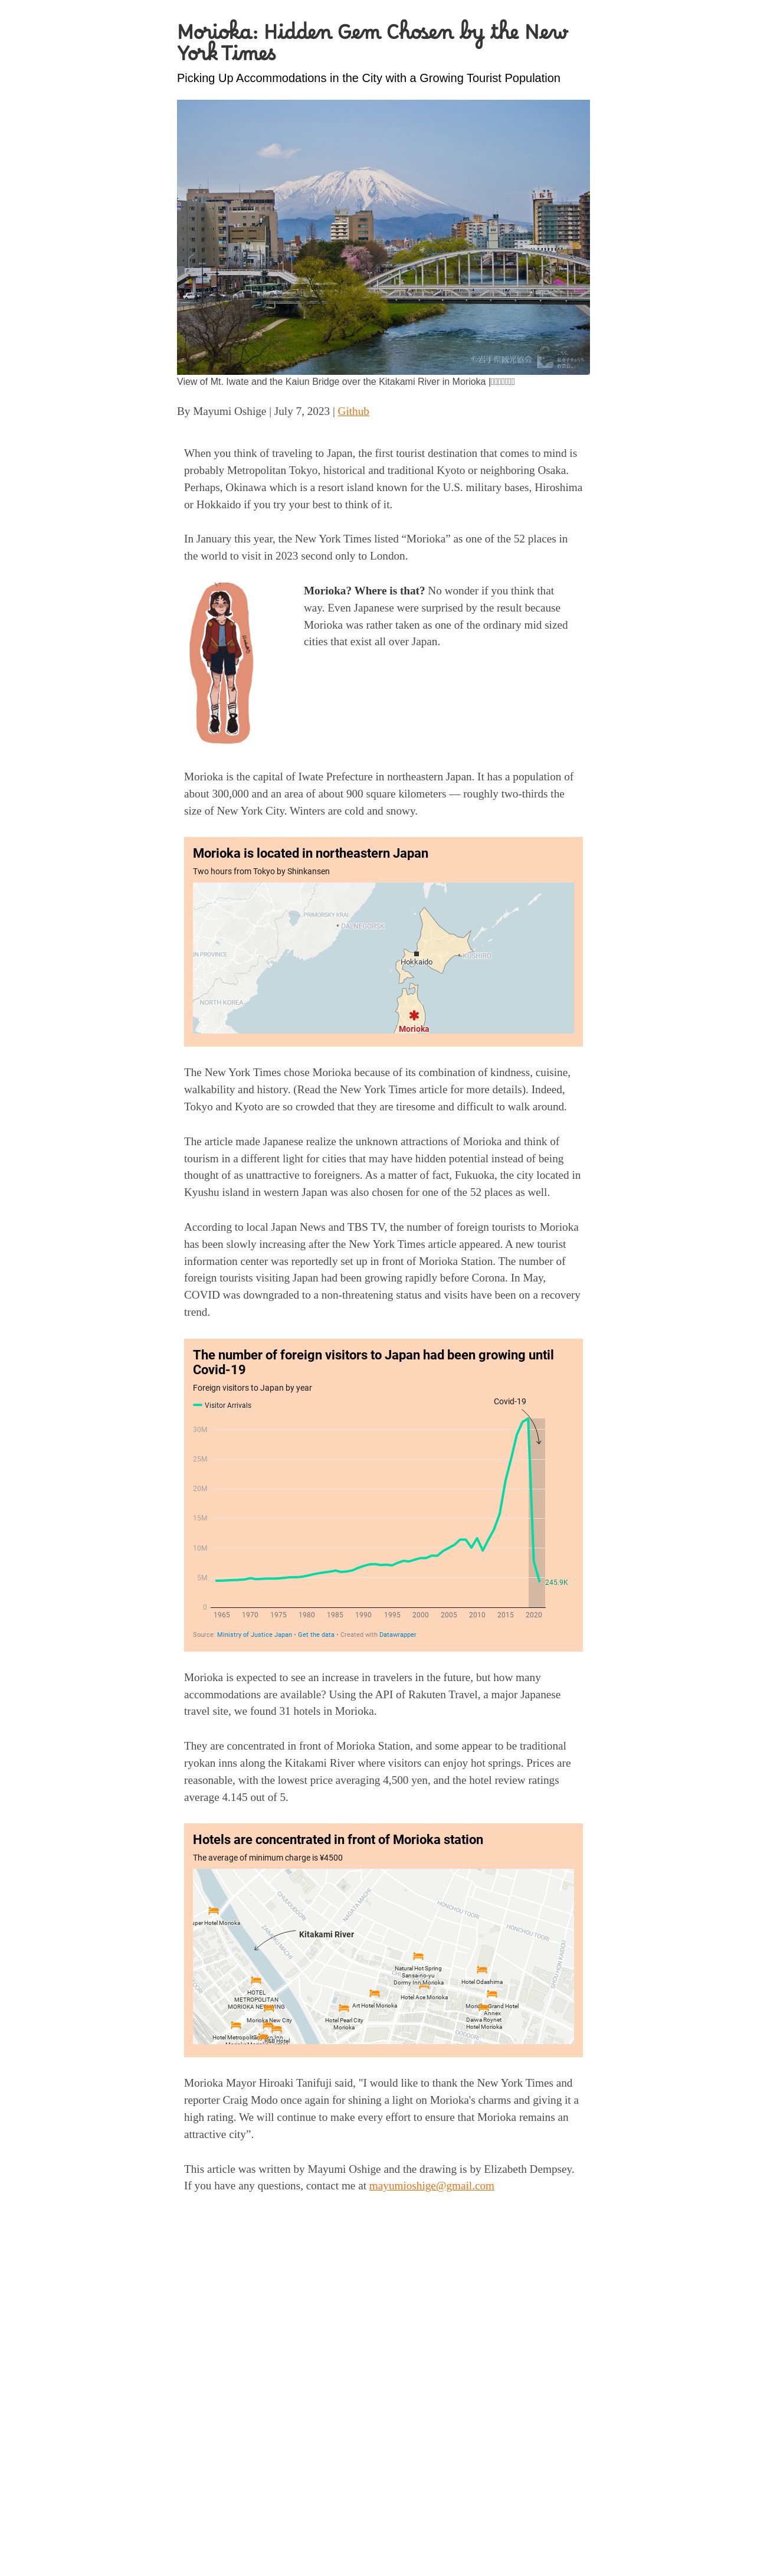 Morioka: Hidden Gem Chosen by the New
York Times
Picking Up Accommodations in the City with a Growing Tourist Population
View of Mt. Iwate and the Kaiun Bridge over the Kitakami River in Morioka |
By Mayumi Oshige | July 7, 2023 | Github
When you think of traveling to Japan, the first tourist destination that comes to mind is
probably Metropolitan Tokyo, historical and traditional Kyoto or neighboring Osaka.
Perhaps, Okinawa which is a resort island known for the U.S. military bases, Hiroshima
or Hokkaido if you try your best to think of it.
In January this year, the New York Times listed “Morioka” as one of the 52 places in
the world to visit in 2023 second only to London.
Morioka? Where is that? No wonder if you think that
way. Even Japanese were surprised by the result because
Morioka was rather taken as one of the ordinary mid sized
cities that exist all over Japan.
Morioka is the capital of Iwate Prefecture in northeastern Japan. It has a population of
about 300,000 and an area of about 900 square kilometers — roughly two-thirds the
size of New York City. Winters are cold and snowy.
Morioka is located in northeastern Japan
Two hours from Tokyo by Shinkansen
PRIMORSKY KRAI
DALNEGORSK
IN PROVINCE
KUSHIRO
Hokkaido
NORTH KOREA
Morioka
The New York Times chose Morioka because of its combination of kindness, cuisine,
walkability and history. (Read the New York Times article for more details). Indeed,
Tokyo and Kyoto are so crowded that they are tiresome and difficult to walk around.
The article made Japanese realize the unknown attractions of Morioka and think of
tourism in a different light for cities that may have hidden potential instead of being
thought of as unattractive to foreigners. As a matter of fact, Fukuoka, the city located in
Kyushu island in western Japan was also chosen for one of the 52 places as well.
According to local Japan News and TBS TV, the number of foreign tourists to Morioka
has been slowly increasing after the New York Times article appeared. A new tourist
information center was reportedly set up in front of Morioka Station. The number of
foreign tourists visiting Japan had been growing rapidly before Corona. In May,
COVID was downgraded to a non-threatening status and visits have been on a recovery
trend.
The number of foreign visitors to Japan had been growing until
Covid-19
Foreign visitors to Japan by year
Visitor Arrivals
Covid-19
30M
25M
20M
15M
10M
5M
245.9K
0
1965 1970 1975 1980 1985 1990 1995 2000 2005 2010 2015 2020
Source: Ministry of Justice Japan • Get the data • Created with Datawrapper
Morioka is expected to see an increase in travelers in the future, but how many
accommodations are available? Using the API of Rakuten Travel, a major Japanese
travel site, we found 31 hotels in Morioka.
They are concentrated in front of Morioka Station, and some appear to be traditional
ryokan inns along the Kitakami River where visitors can enjoy hot springs. Prices are
reasonable, with the lowest price averaging 4,500 yen, and the hotel review ratings
average 4.145 out of 5.
Hotels are concentrated in front of Morioka station
The average of minimum charge is ¥4500
CHUMOUDOORI
NAGATA MACHI
HONCHOU TOORI
HONCHOU TOORI
uper Hotel Morioka
ZAIMOKU MACHI
Kitakami River
SHOU HON KAIDOU
Natural Hot Spring
Sansa-no-yu
Dormy Inn Morioka
Hotel Odashima
HOTEL
METROPOLITAN
MORIOKA NEW WING
Hotel Ace Morioka
Art Hotel Morioka
Morioka Grand Hotel
Annex
Morioka New City
Hotel Pearl City
Morioka
Daiwa Roynet
Hotel Morioka
Hotel Metropolitan
Morioka Mayor Hiroaki Tanifuji said, "I would like to thank the New York Times and
reporter Craig Modo once again for shining a light on Morioka's charms and giving it a
high rating. We will continue to make every effort to ensure that Morioka remains an
attractive city”.
This article was written by Mayumi Oshige and the drawing is by Elizabeth Dempsey.
If you have any questions, contact me at mayumioshige@gmail.com